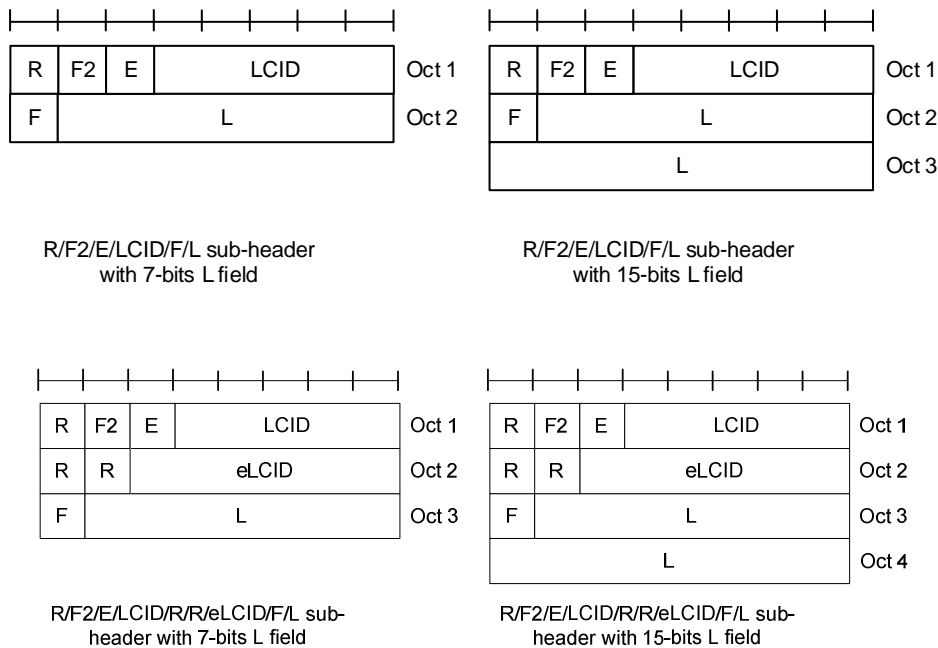 R F2 E LCID Oct 1
F L Oct 2
R/F2/E/LCID/F/L sub-header
with 7-bits L field
R F2 E LCID Oct 1
F L Oct 2
L Oct 3
R/F2/E/LCID/F/L sub-header
with 15-bits L field
R F2 E LCID Oct 1
R R eLCID Oct 2
F L Oct 3
R/F2/E/LCID/R/R/eLCID/F/L sub-
header with 7-bits L field
R F2 E LCID Oct 1
R R eLCID Oct 2
F L Oct 3
L Oct 4
R/F2/E/LCID/R/R/eLCID/F/L sub-
header with 15-bits L field